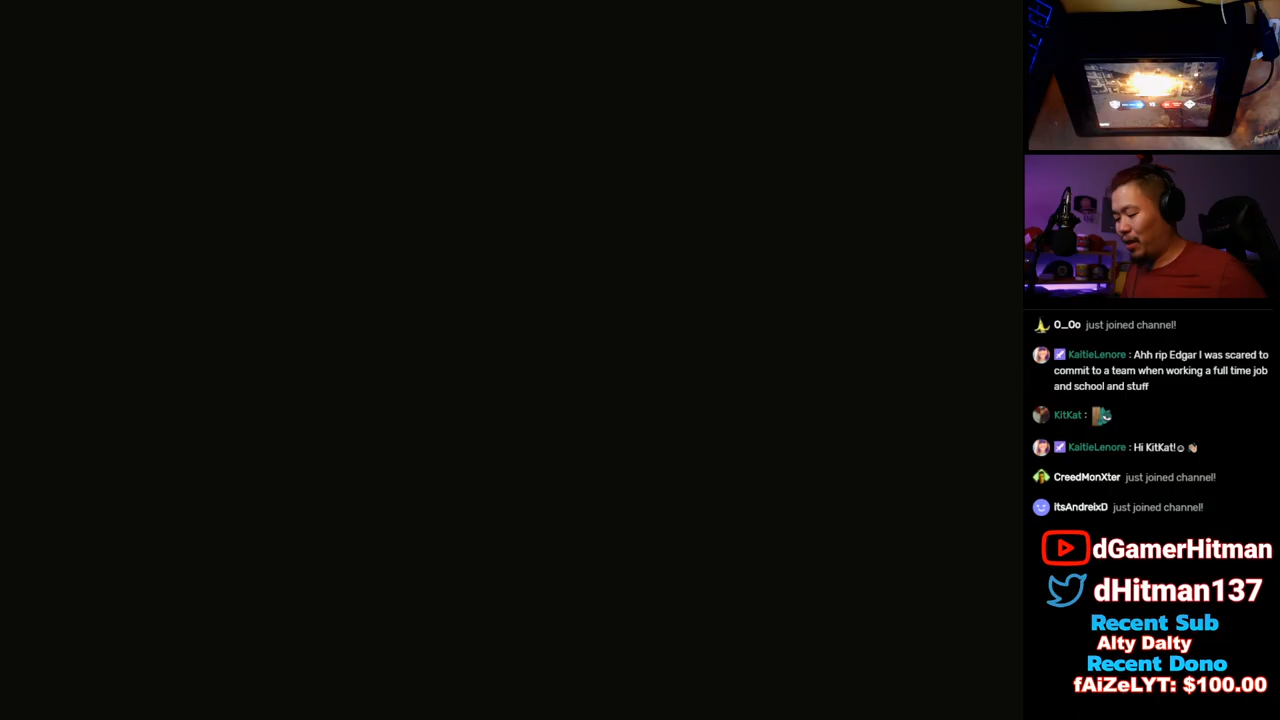 O_Oo just joined channel!
KaitieLenore : Ahh rip Edgar I was scared to
commit to a team when working a full time job
and school and stuff
KitKat :
KaitieLenore : Hi KitKat!
CreedMonXter just joined channel!
ItsAndreixD just joined channel!
dGamerHitman
dHitman137
Recent Sub
Alty Dalty
Recent Dono
fAiZeLYT: $100.00